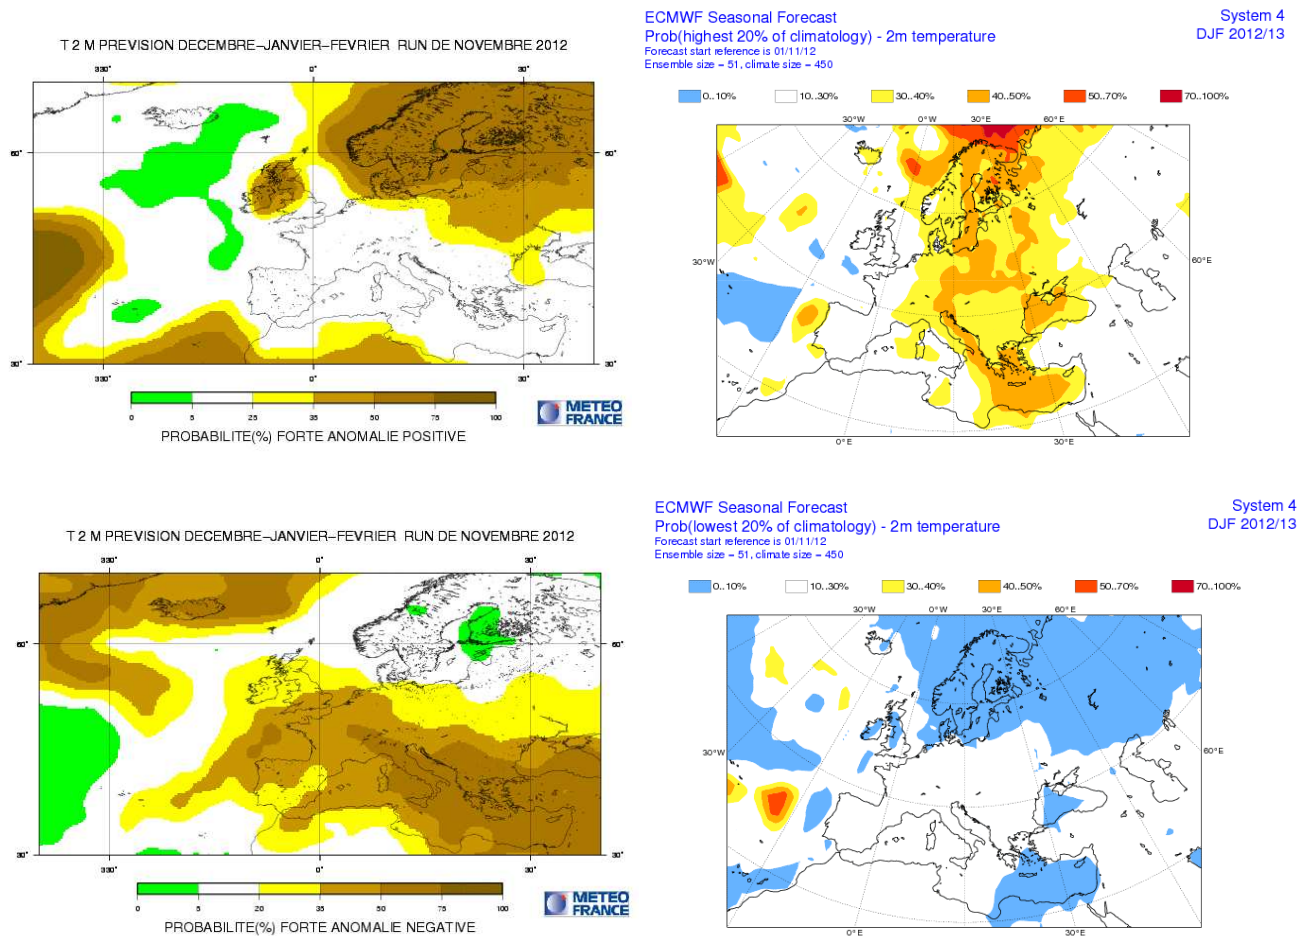 T 2 M PREVISION DECEMBRE–JANVIER–FEVRIER RUN DE NOVEMBRE 2012
330° 0° 30°
60° 60°
30° 30°
330° 0° 30°
0 5 25 35 50 75 100
METEO
FRANCE
PROBABILITE(%) FORTE ANOMALIE POSITIVE
ECMWF Seasonal Forecast
System 4
Prob(highest 20% of climatology) - 2m temperature
DJF 2012/13
Forecast start reference is 01/11/12
Ensemble size = 51, climate size = 450
0..10% 10..30% 30..40% 40..50% 50..70% 70..100%
30°W 0°W 30°E 60°E
30°W
60°E
0°E 30°E
T 2 M PREVISION DECEMBRE–JANVIER–FEVRIER RUN DE NOVEMBRE 2012
330° 0° 30°
60° 60°
30° 30°
330° 0° 30°
0 5 20 35 50 75 100
METEO
FRANCE
PROBABILITE(%) FORTE ANOMALIE NEGATIVE
ECMWF Seasonal Forecast
System 4
Prob(lowest 20% of climatology) - 2m temperature
DJF 2012/13
Forecast start reference is 01/11/12
Ensemble size = 51, climate size = 450
0..10% 10..30% 30..40% 40..50% 50..70% 70..100%
30°W 0°W 30°E 60°E
30°W
60°E
0°E 30°E